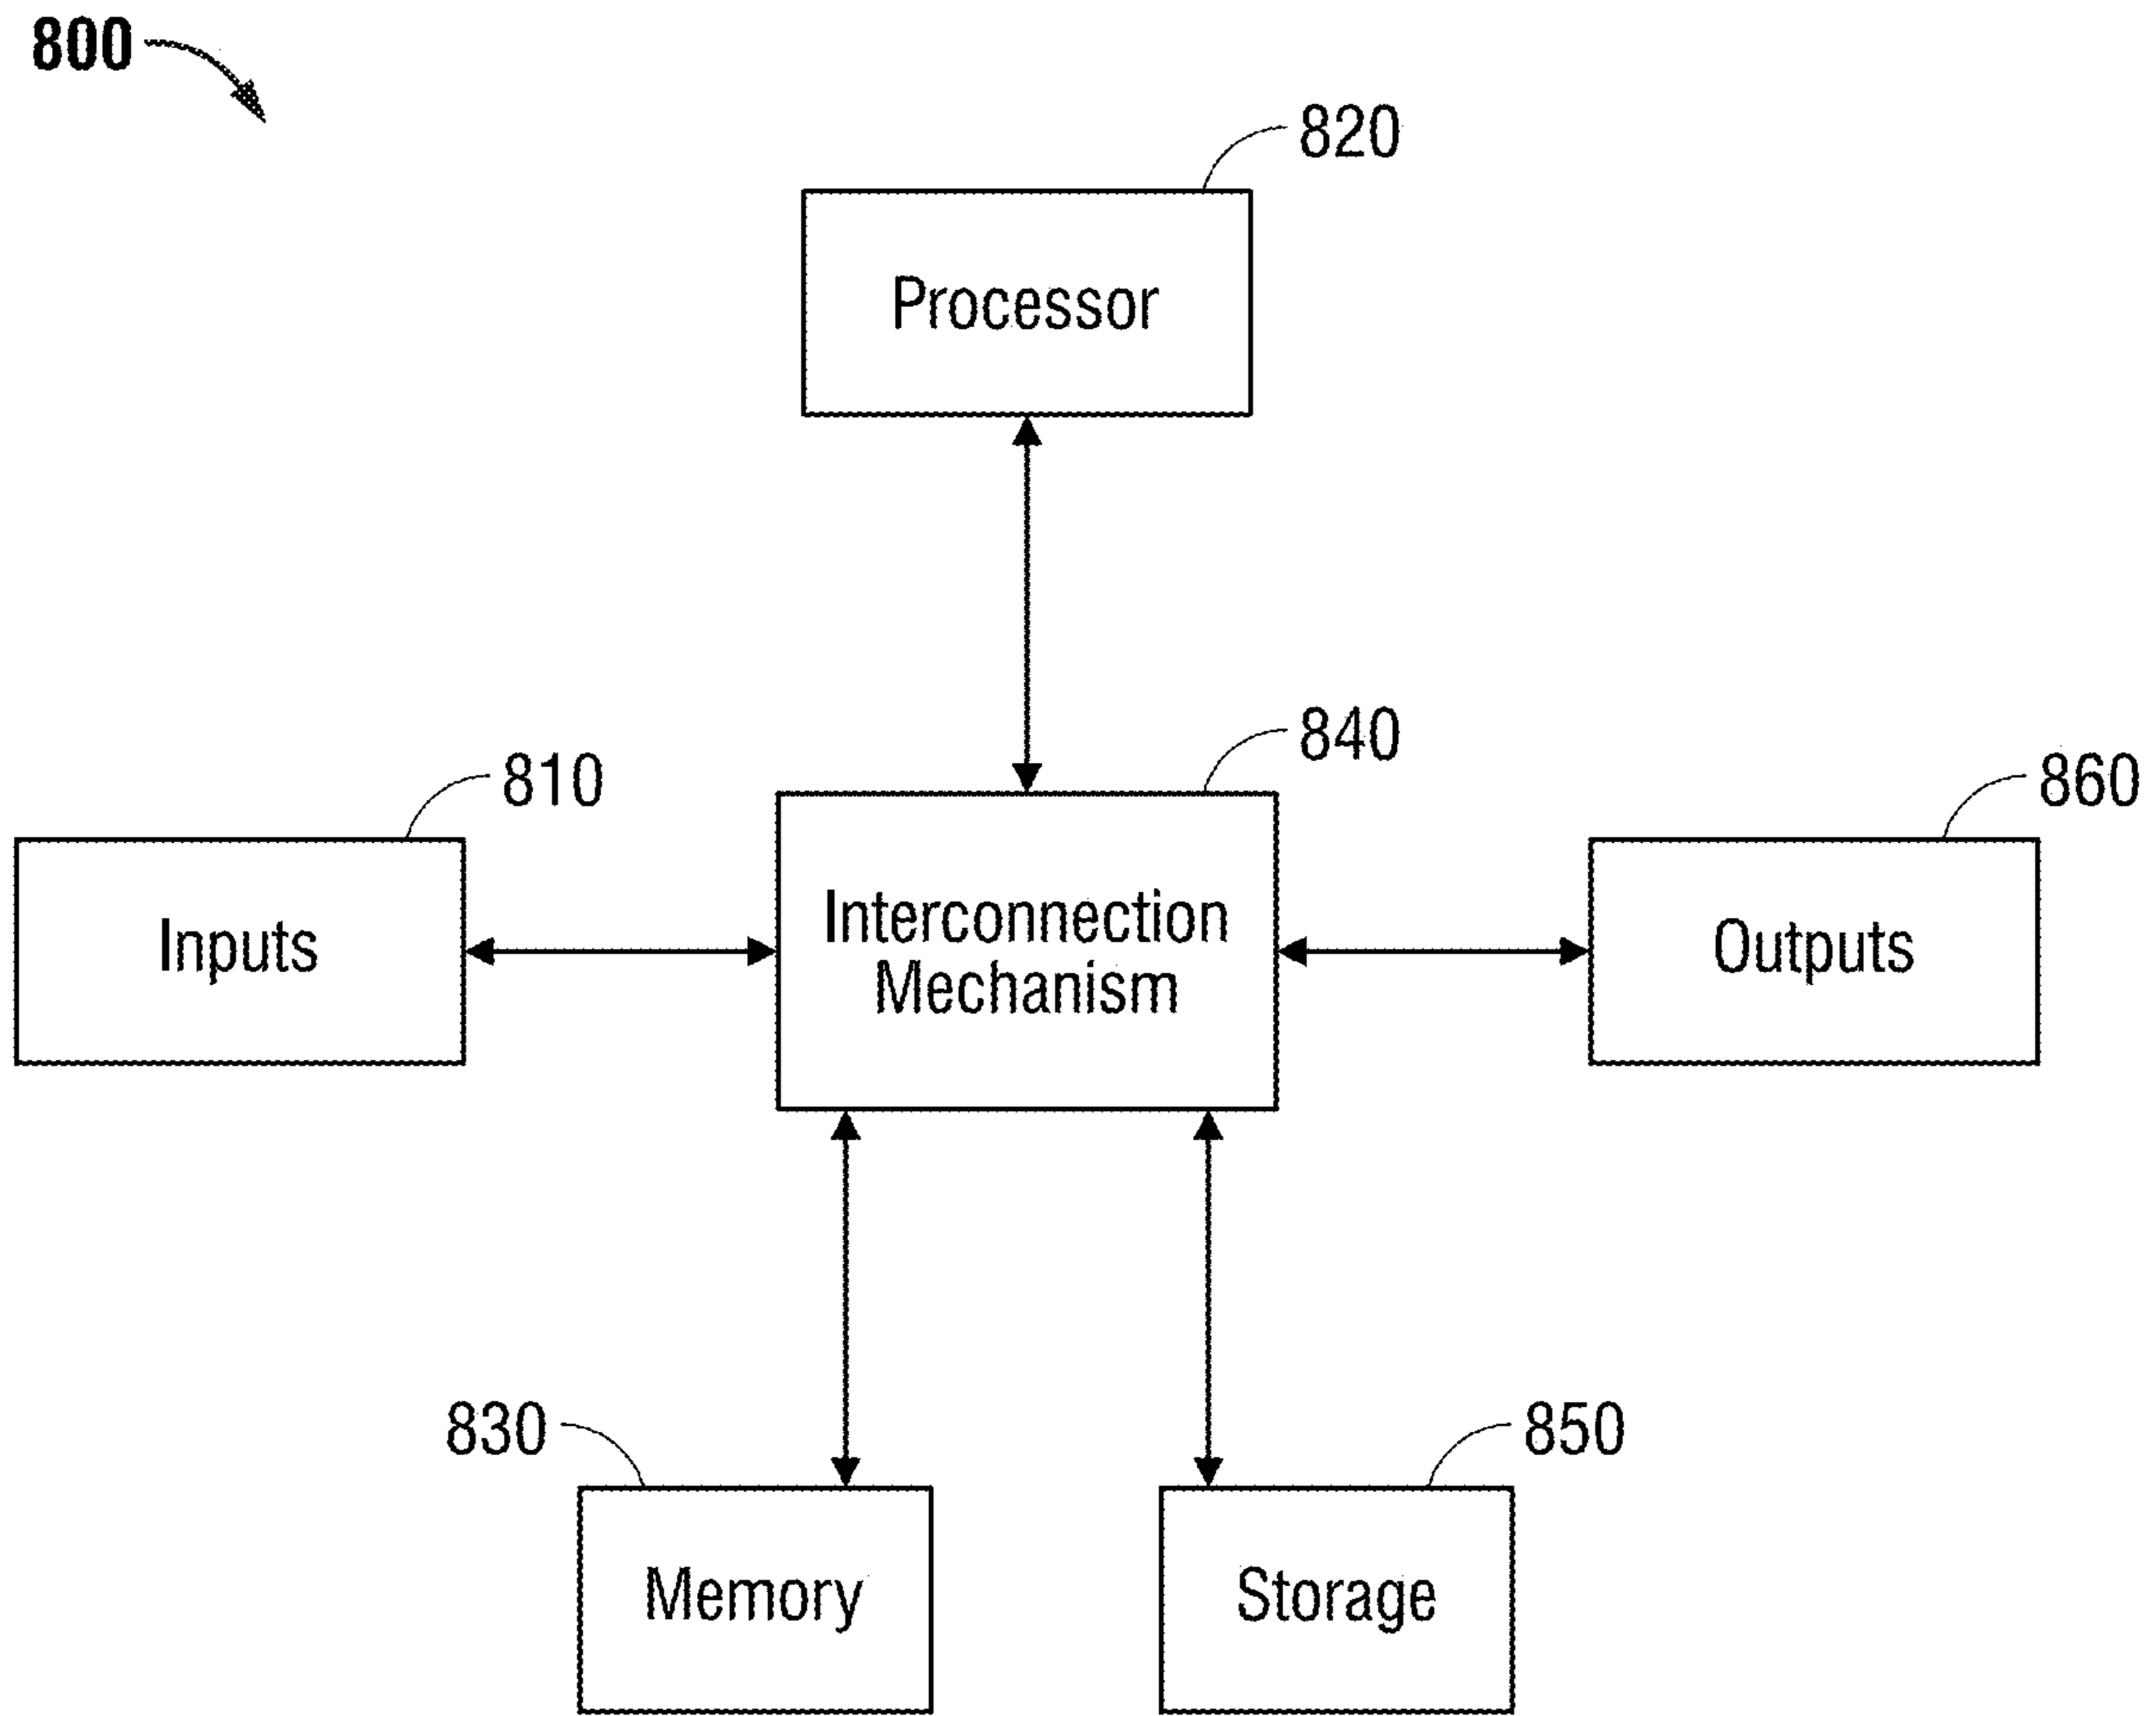 800
820
Processor
840
810
860
Interconnection
Mechanism
Inputs
Outputs
830
850
Memory
Storage